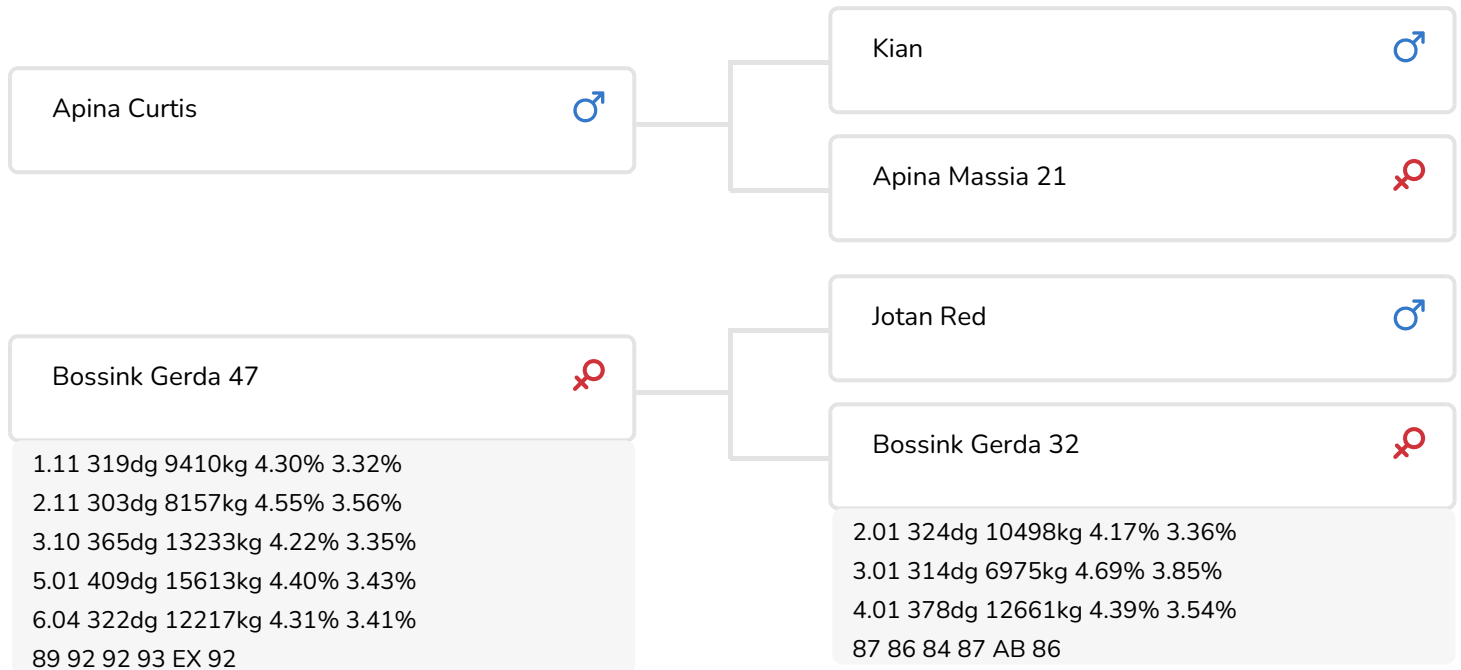 Apina Curtis
Kian
Apina Massia 21
Bossink Gerda 47
1.11 319dg 9410kg 4.30% 3.32%
2.11 303dg 8157kg 4.55% 3.56%
3.10 365dg 13233kg 4.22% 3.35%
5.01 409dg 15613kg 4.40% 3.43%
6.04 322dg 12217kg 4.31% 3.41%
89 92 92 93 EX 92
Jotan Red
Bossink Gerda 32
2.01 324dg 10498kg 4.17% 3.36%
3.01 314dg 6975kg 4.69% 3.85%
4.01 378dg 12661kg 4.39% 3.54%
87 86 84 87 AB 86